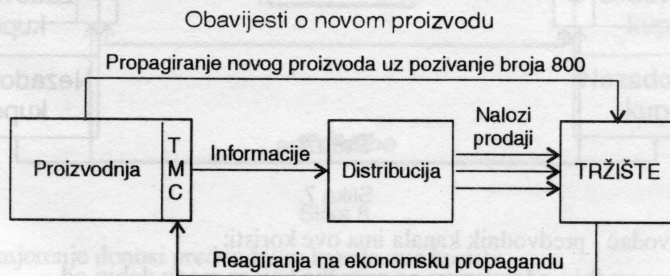 Obavijesti o novom proizvodu
Propagiranje novog proizvoda uz pozivanje broja 800
Proizvodnja
T
M
C
Informacije
Distribucija
Nalozi
prodaji
TRŽIŠTE
Reagiranja na ekonomsku propagandu